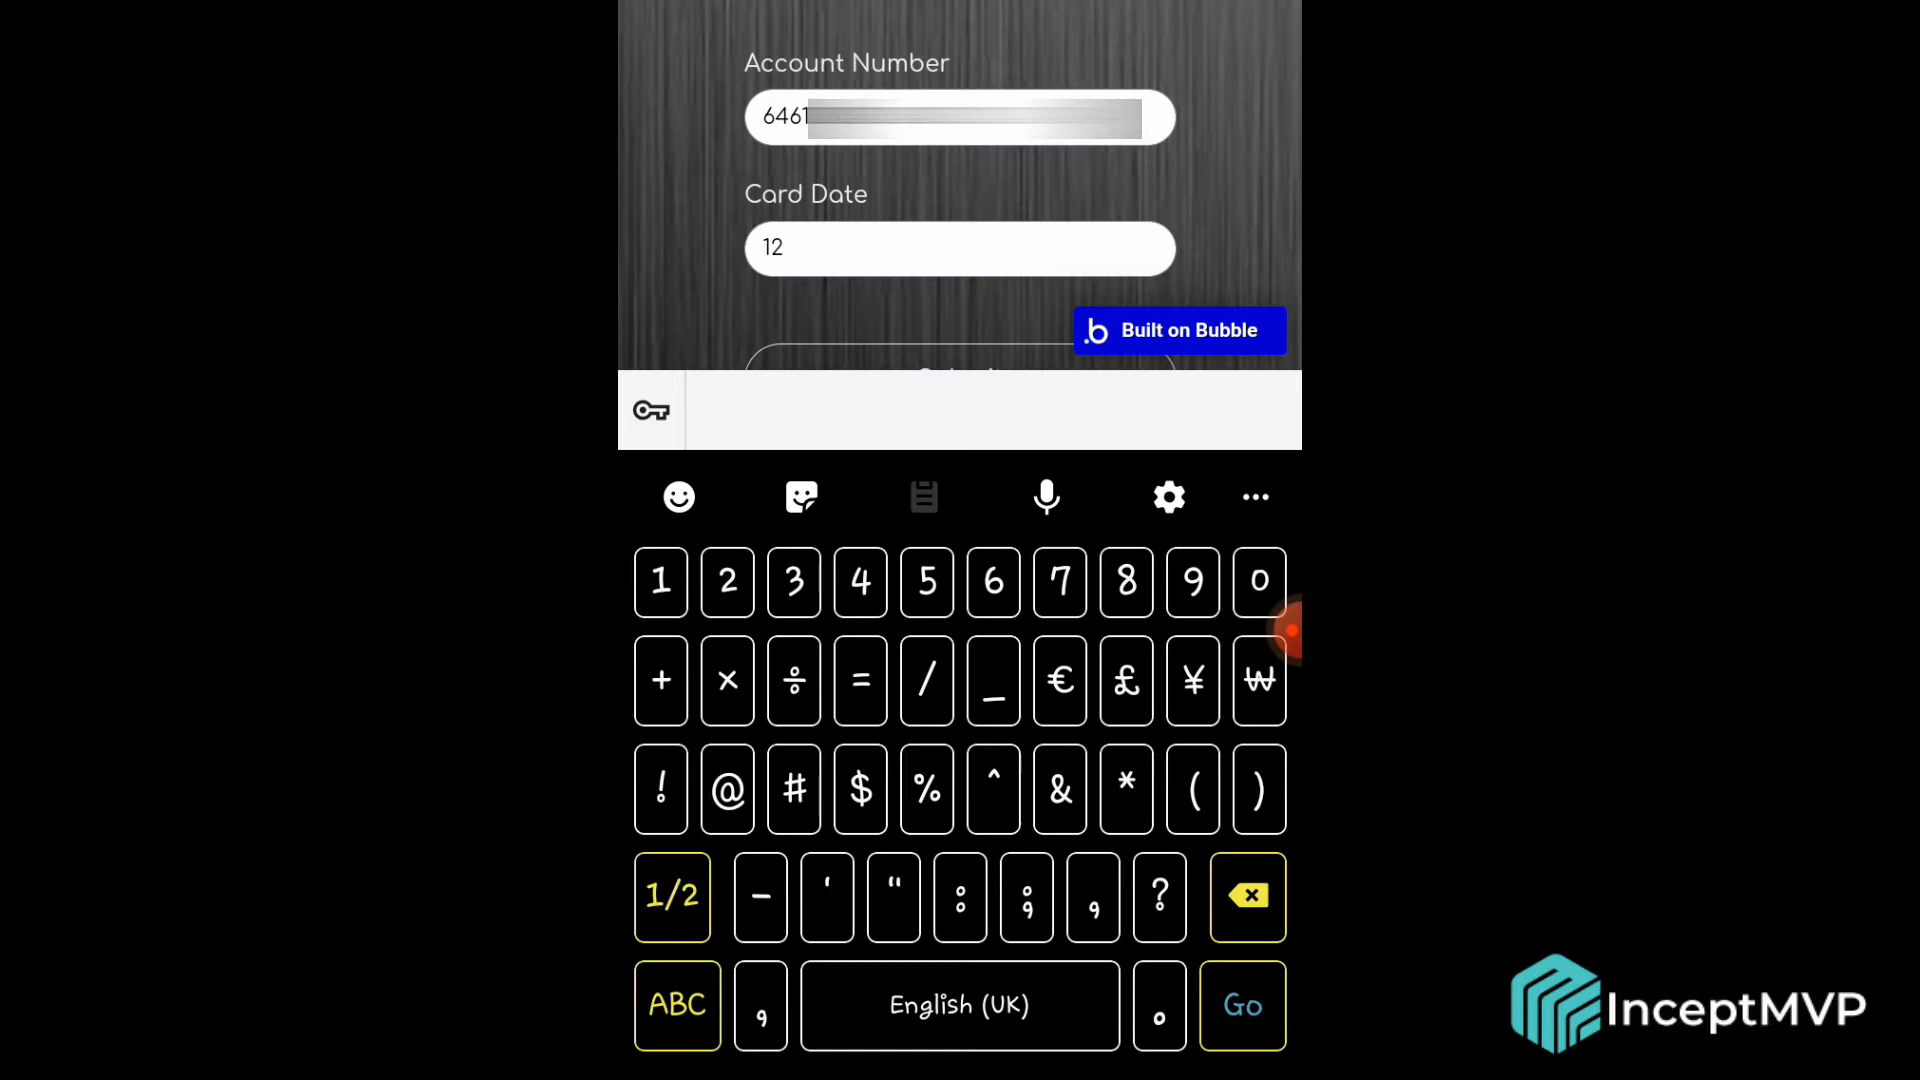 Account Number
6461
Card Date
12
.b Built on Bubble
1 2 3 4 5 6 7 8 9 0
+ × ÷ = / _ € £ ¥ ₩
! @ # $ % ^ & * ( )
1/2 - ' " : ; , ?
ABC , English (UK) . Go
InceptMVP